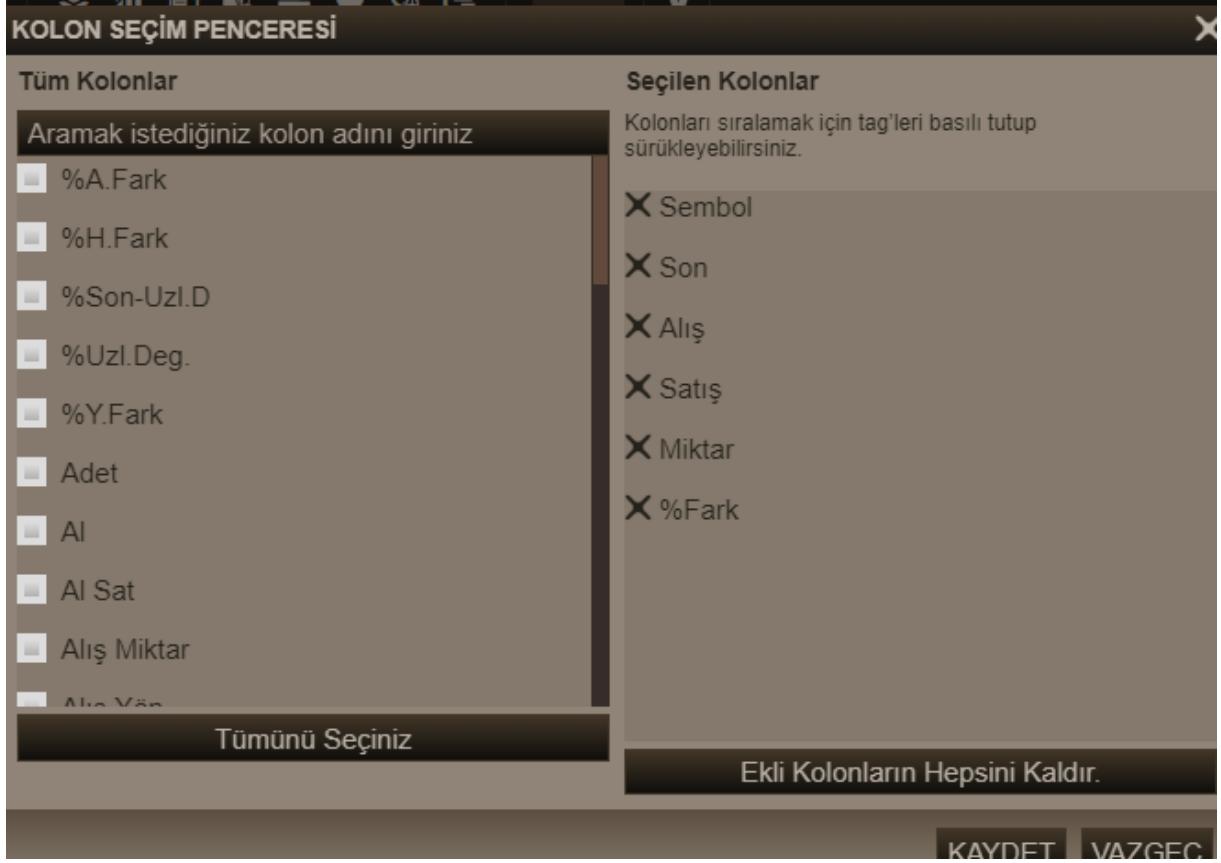 KOLON SEÇİM PENCERESİ
Tüm Kolonlar
Aramak istediğiniz kolon adını giriniz
%A.Fark
%H.Fark
%Son-Uzl.D
%Uzl.Deg.
%Y.Fark
Adet
Al
Al Sat
Alış Miktar
Alış Yön
Tümünü Seçiniz
Seçilen Kolonlar
Kolonları sıralamak için tag'leri basılı tutup
sürükleyebilirsiniz.
Sembol
Son
Alış
Satış
Miktar
%Fark
Ekli Kolonların Hepsini Kaldır.
KAYDET
VAZGEÇ